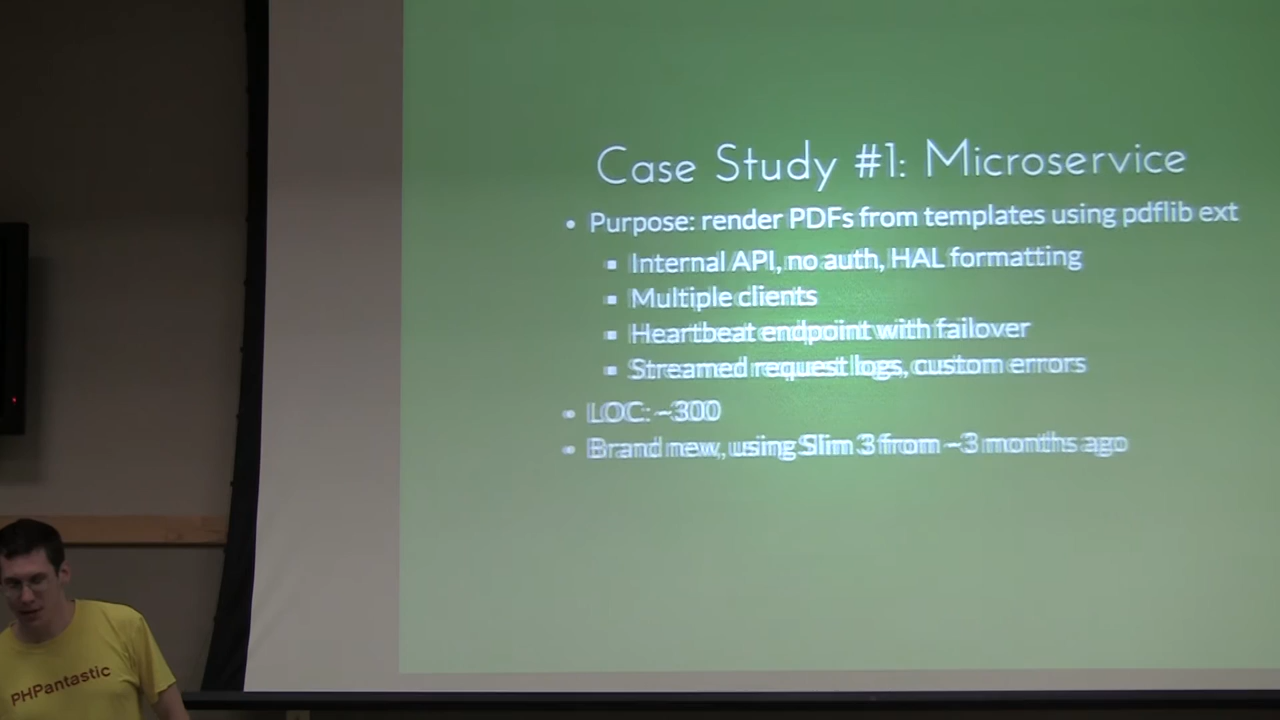 Case Study #1: Microservice
• Purpose: render PDFs from templates using pdflib ext
▪ Internal API, no auth, HAL formatting
▪ Multiple clients
▪ Heartbeat endpoint with failover
▪ Streamed request logs, custom errors
• LOC: ~300
• Brand new, using Slim 3 from ~3 months ago
PHPantastic